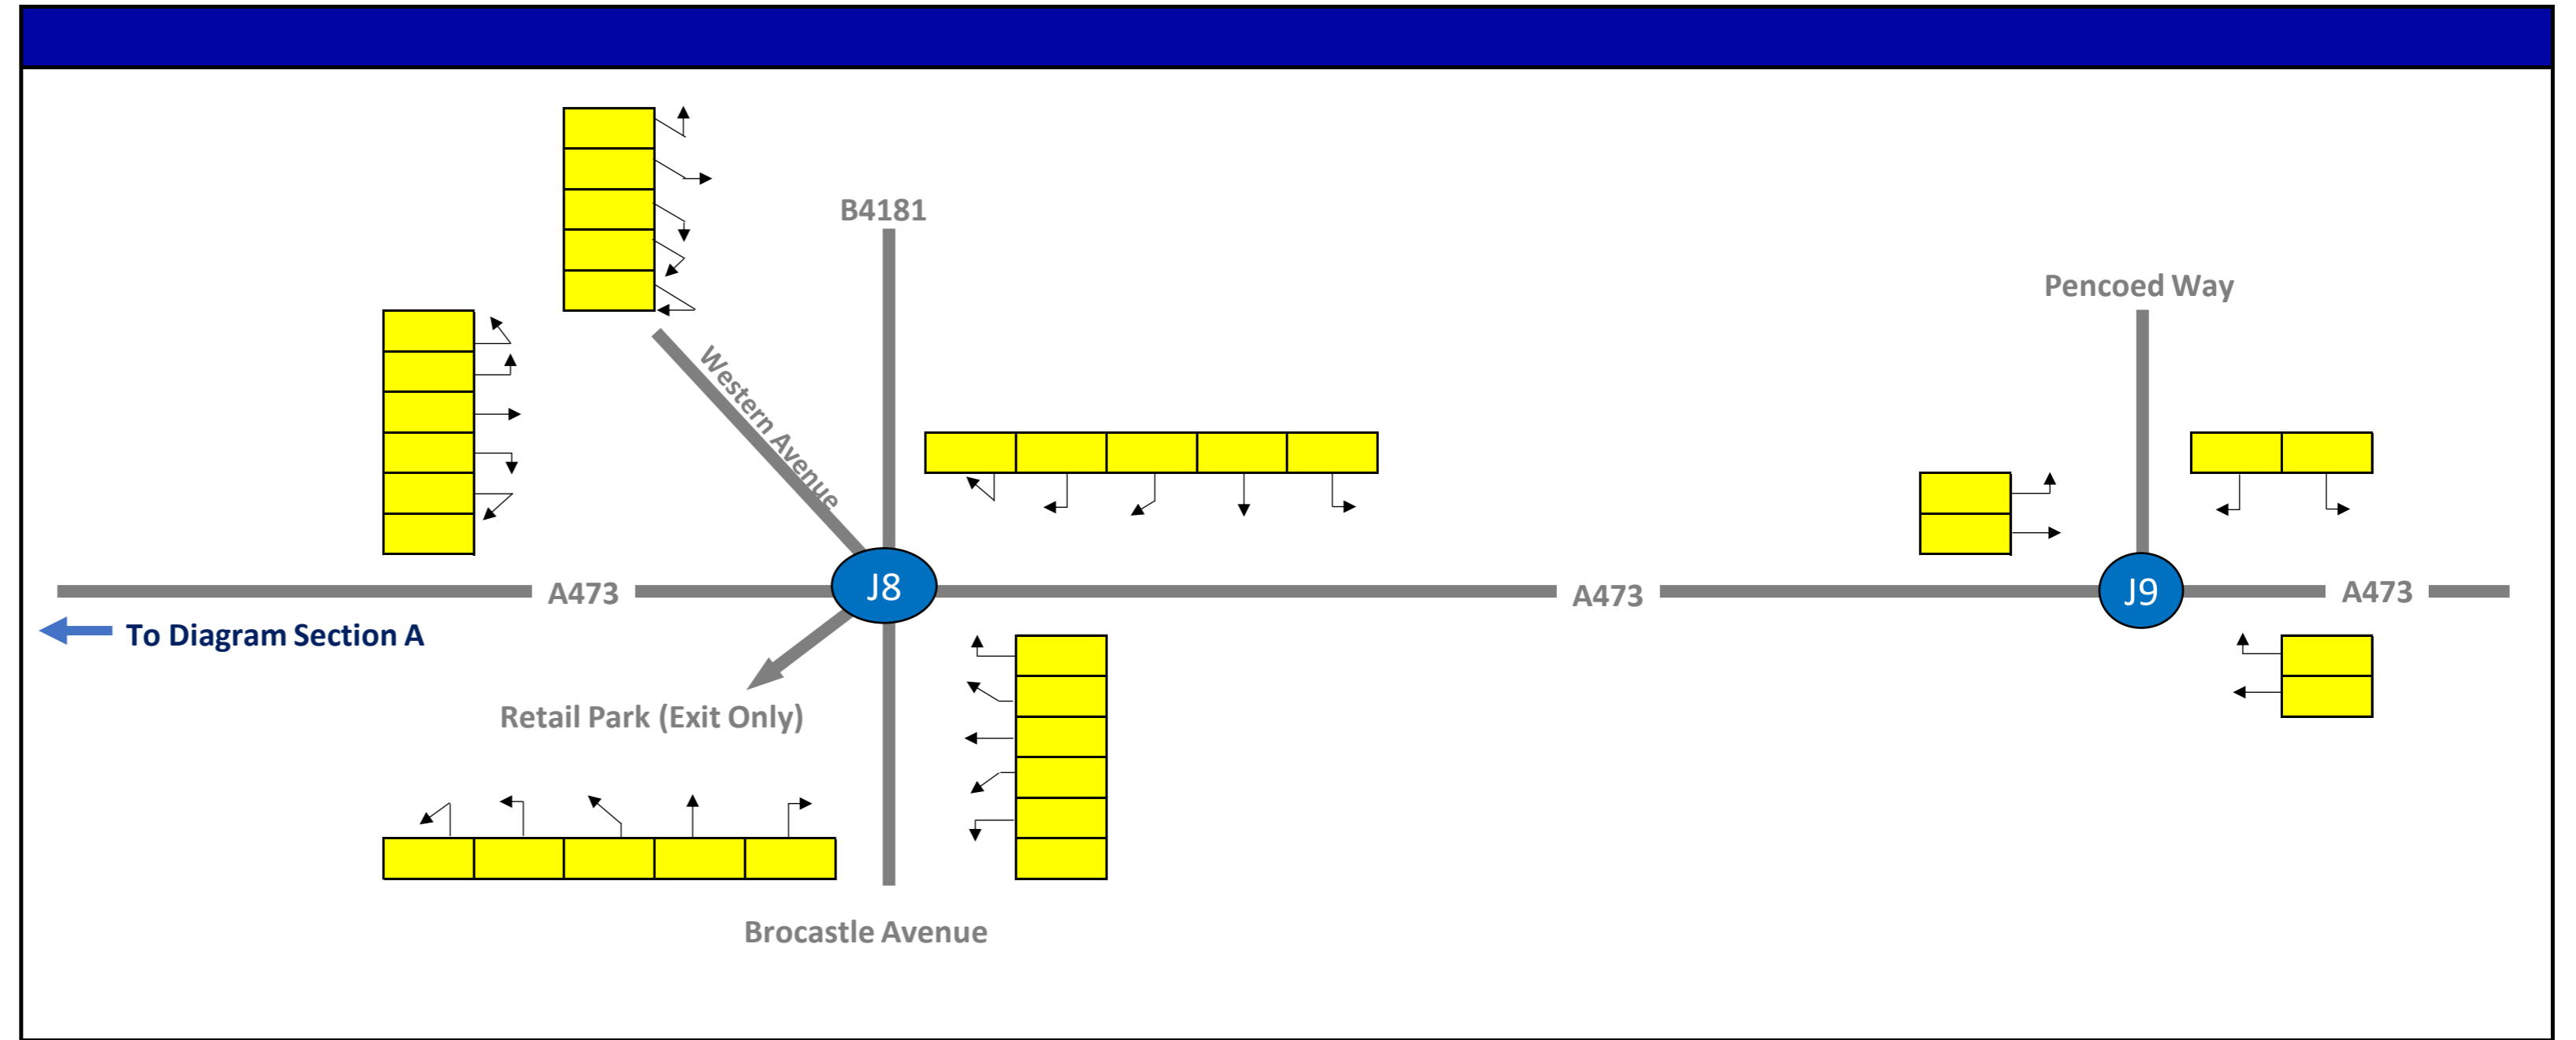 B4181
Pencoed Way
Western Avenue
J8
J9
A473
A473
A473
To Diagram Section A
Retail Park (Exit Only)
Brocastle Avenue